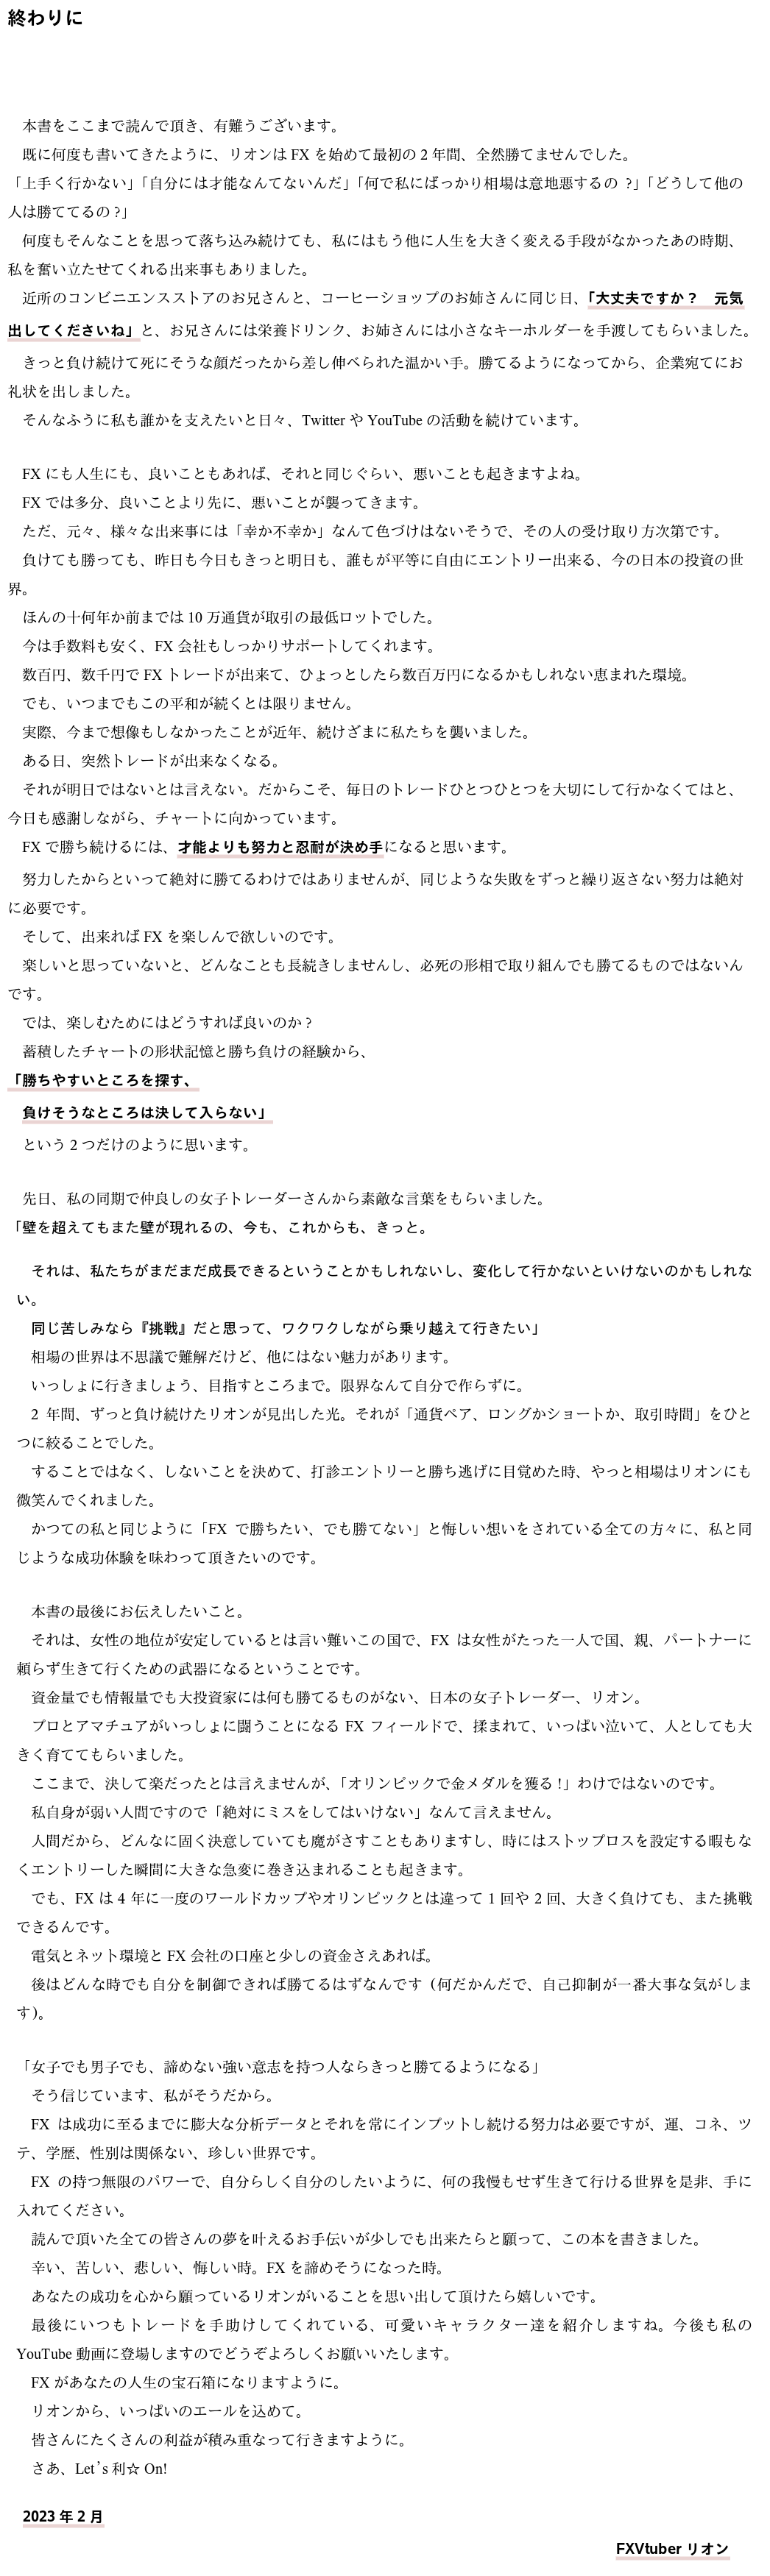 終わりに
　本書をここまで読んで頂き、有難うございます。
　既に何度も書いてきたように、リオンは FX を始めて最初の 2 年間、全然勝てませんでした。
「上手く行かない」「自分には才能なんてないんだ」「何で私にばっかり相場は意地悪するの ?」「どうして他の
人は勝ててるの ?」
　何度もそんなことを思って落ち込み続けても、私にはもう他に人生を大きく変える手段がなかったあの時期、
私を奮い立たせてくれる出来事もありました。
　近所のコンビニエンスストアのお兄さんと、コーヒーショップのお姉さんに同じ日、「大丈夫ですか？　元気
出してくださいね」と、お兄さんには栄養ドリンク、お姉さんには小さなキーホルダーを手渡してもらいました。
　きっと負け続けて死にそうな顔だったから差し伸べられた温かい手。勝てるようになってから、企業宛てにお
礼状を出しました。
　そんなふうに私も誰かを支えたいと日々、Twitter や YouTube の活動を続けています。
　FX にも人生にも、良いこともあれば、それと同じぐらい、悪いことも起きますよね。
　FX では多分、良いことより先に、悪いことが襲ってきます。
　ただ、元々、様々な出来事には「幸か不幸か」なんて色づけはないそうで、その人の受け取り方次第です。
　負けても勝っても、昨日も今日もきっと明日も、誰もが平等に自由にエントリー出来る、今の日本の投資の世
界。
　ほんの十何年か前までは 10 万通貨が取引の最低ロットでした。
　今は手数料も安く、FX 会社もしっかりサポートしてくれます。
　数百円、数千円で FX トレードが出来て、ひょっとしたら数百万円になるかもしれない恵まれた環境。
　でも、いつまでもこの平和が続くとは限りません。
　実際、今まで想像もしなかったことが近年、続けざまに私たちを襲いました。
　ある日、突然トレードが出来なくなる。
　それが明日ではないとは言えない。だからこそ、毎日のトレードひとつひとつを大切にして行かなくてはと、
今日も感謝しながら、チャートに向かっています。
　FX で勝ち続けるには、才能よりも努力と忍耐が決め手になると思います。
　努力したからといって絶対に勝てるわけではありませんが、同じような失敗をずっと繰り返さない努力は絶対
に必要です。
　そして、出来れば FX を楽しんで欲しいのです。
　楽しいと思っていないと、どんなことも長続きしませんし、必死の形相で取り組んでも勝てるものではないん
です。
　では、楽しむためにはどうすれば良いのか ?
　蓄積したチャートの形状記憶と勝ち負けの経験から、
「勝ちやすいところを探す、
　負けそうなところは決して入らない」
　という 2 つだけのように思います。
　先日、私の同期で仲良しの女子トレーダーさんから素敵な言葉をもらいました。
「壁を超えてもまた壁が現れるの、今も、これからも、きっと。
　それは、私たちがまだまだ成長できるということかもしれないし、変化して行かないといけないのかもしれな
い。
　同じ苦しみなら『挑戦』だと思って、ワクワクしながら乗り越えて行きたい」
　相場の世界は不思議で難解だけど、他にはない魅力があります。
　いっしょに行きましょう、目指すところまで。限界なんて自分で作らずに。
　2 年間、ずっと負け続けたリオンが見出した光。それが「通貨ペア、ロングかショートか、取引時間」をひと
つに絞ることでした。
　することではなく、しないことを決めて、打診エントリーと勝ち逃げに目覚めた時、やっと相場はリオンにも
微笑んでくれました。
　かつての私と同じように「FX で勝ちたい、でも勝てない」と悔しい想いをされている全ての方々に、私と同
じような成功体験を味わって頂きたいのです。
　本書の最後にお伝えしたいこと。
　それは、女性の地位が安定しているとは言い難いこの国で、FX は女性がたった一人で国、親、パートナーに
頼らず生きて行くための武器になるということです。
　資金量でも情報量でも大投資家には何も勝てるものがない、日本の女子トレーダー、リオン。
　プロとアマチュアがいっしょに闘うことになる FX フィールドで、揉まれて、いっぱい泣いて、人としても大
きく育ててもらいました。
　ここまで、決して楽だったとは言えませんが、「オリンピックで金メダルを獲る !」わけではないのです。
　私自身が弱い人間ですので「絶対にミスをしてはいけない」なんて言えません。
　人間だから、どんなに固く決意していても魔がさすこともありますし、時にはストップロスを設定する暇もな
くエントリーした瞬間に大きな急変に巻き込まれることも起きます。
　でも、FX は 4 年に一度のワールドカップやオリンピックとは違って 1 回や 2 回、大きく負けても、また挑戦
できるんです。
　電気とネット環境と FX 会社の口座と少しの資金さえあれば。
　後はどんな時でも自分を制御できれば勝てるはずなんです（何だかんだで、自己抑制が一番大事な気がしま
す）。
「女子でも男子でも、諦めない強い意志を持つ人ならきっと勝てるようになる」
　そう信じています、私がそうだから。
　FX は成功に至るまでに膨大な分析データとそれを常にインプットし続ける努力は必要ですが、運、コネ、ツ
テ、学歴、性別は関係ない、珍しい世界です。
　FX の持つ無限のパワーで、自分らしく自分のしたいように、何の我慢もせず生きて行ける世界を是非、手に
入れてください。
　読んで頂いた全ての皆さんの夢を叶えるお手伝いが少しでも出来たらと願って、この本を書きました。
　辛い、苦しい、悲しい、悔しい時。FX を諦めそうになった時。
　あなたの成功を心から願っているリオンがいることを思い出して頂けたら嬉しいです。
　最後にいつもトレードを手助けしてくれている、可愛いキャラクター達を紹介しますね。今後も私の
YouTube 動画に登場しますのでどうぞよろしくお願いいたします。
　FX があなたの人生の宝石箱になりますように。
　リオンから、いっぱいのエールを込めて。
　皆さんにたくさんの利益が積み重なって行きますように。
　さあ、Let's 利☆ On!
2023 年 2 月
FXVtuber リオン